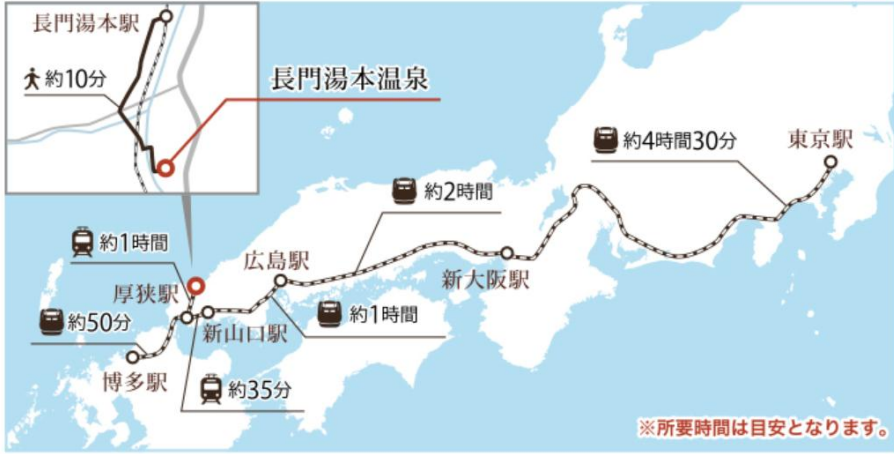 長門湯本駅
約10分
長門湯本温泉
約4時間30分
東京駅
約2時間
約1時間
広島駅
新大阪駅
厚狭駅
約50分
新山口駅
約1時間
博多駅
約35分
※所要時間は目安となります。